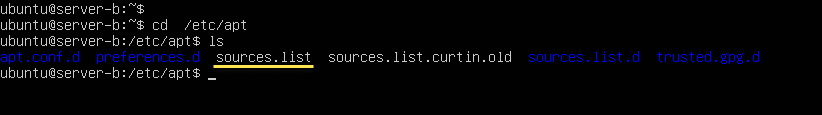 ubuntu@server-b:~$
ubuntu@server-b:~$ cd  /etc/apt
ubuntu@server-b:/etc/apt$ ls
apt.conf.d  preferences.d  sources.list  sources.list.curtin.old  sources.list.d  trusted.gpg.d
ubuntu@server-b:/etc/apt$ _